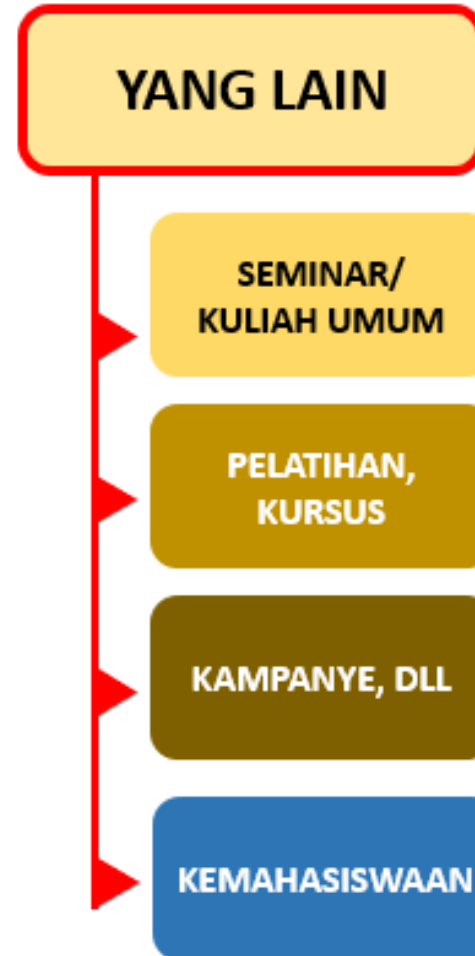 YANG LAIN
SEMINAR/
KULIAH UMUM
PELATIHAN,
KURSUS
KAMPANYE, DLL
KEMAHASISWAAN